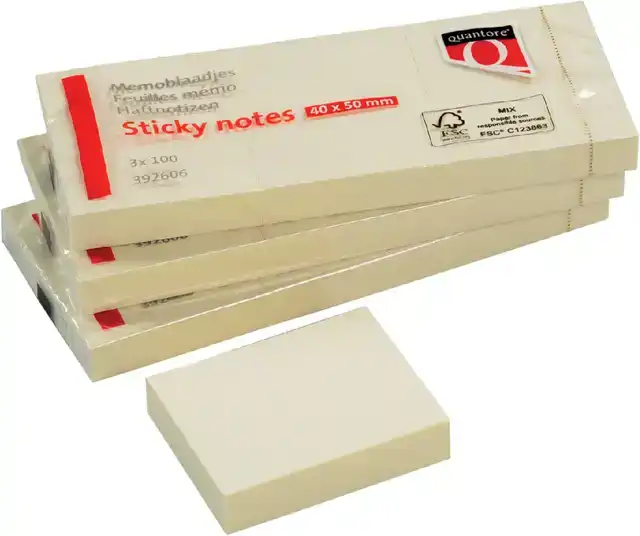 quantore®
Q
Memoblaadjes
Feuilles mémo
Haftnotizen
Sticky notes 40 x 50 mm
3x 100
392606
FSC
MIX
Paper from
responsible sources
FSC® C123863
392606
392606